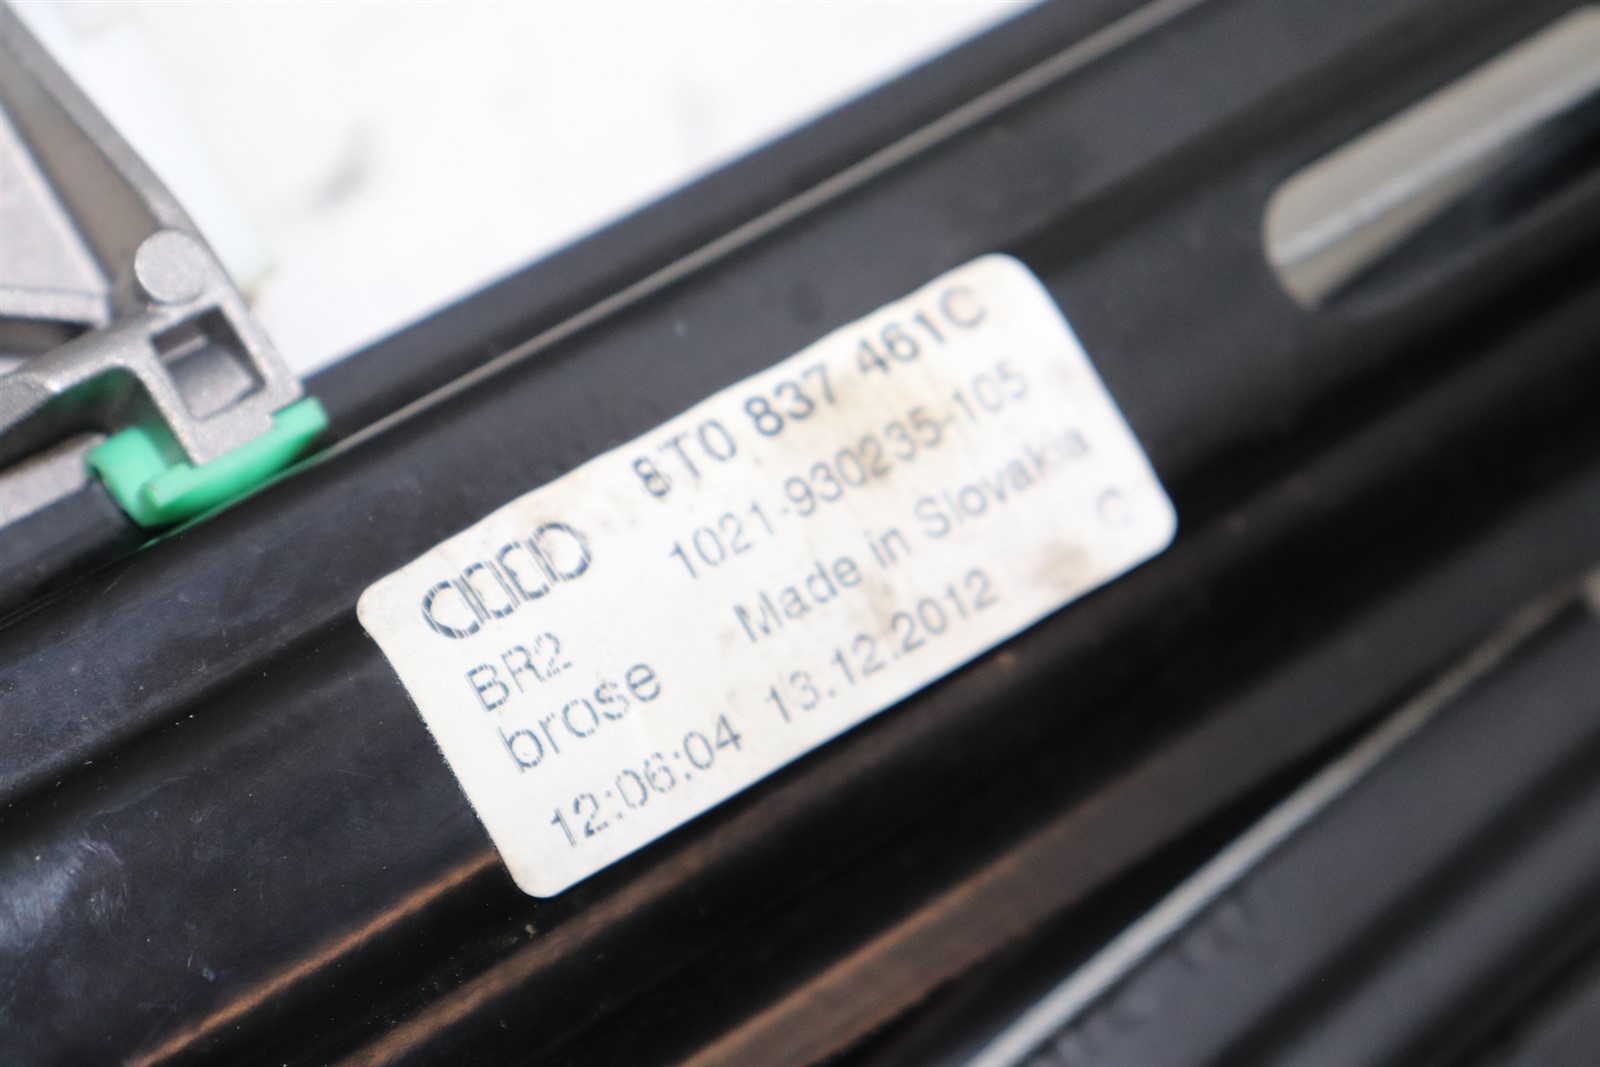 8T0 837 461C
1021-930235-105
BR2
Made in Slovakia
brose
C
12:06:04 13.12.2012